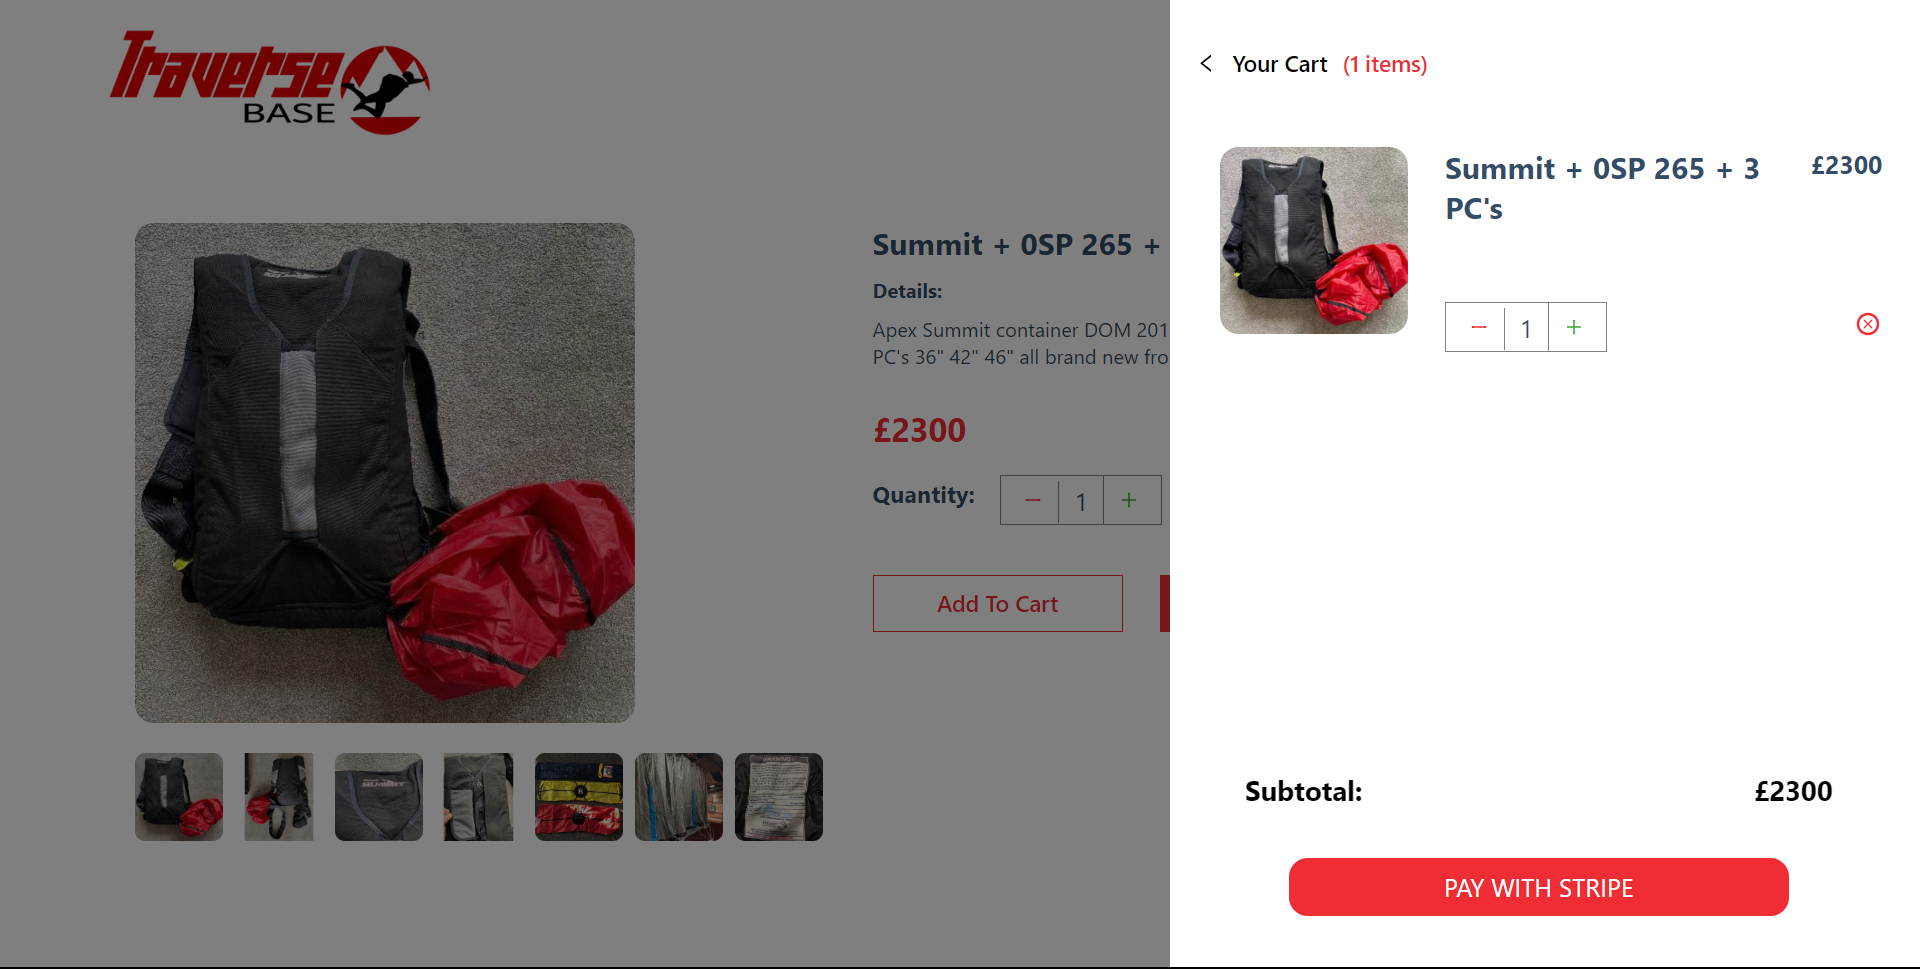 Traverse
BASE
Summit + 0SP 265 +
Details:
Apex Summit container DOM 201
PC's 36" 42" 46" all brand new fro
£2300
Quantity:
− 1 +
Add To Cart
Your Cart (1 items)
Summit + 0SP 265 + 3
PC's
£2300
− 1 +
Subtotal:
£2300
PAY WITH STRIPE